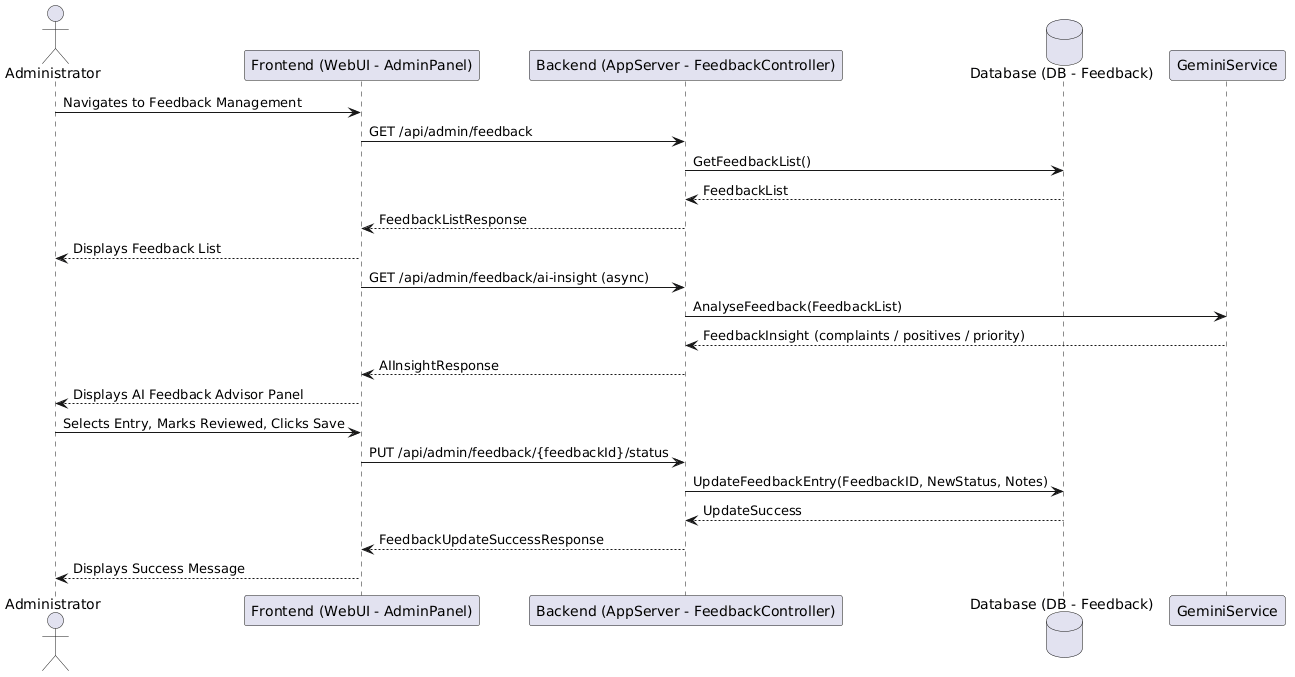 Administrator
Frontend (WebUI - AdminPanel)
Backend (AppServer - FeedbackController)
Database (DB - Feedback)
GeminiService
Navigates to Feedback Management
GET /api/admin/feedback
GetFeedbackList()
FeedbackList
FeedbackListResponse
Displays Feedback List
GET /api/admin/feedback/ai-insight (async)
AnalyseFeedback(FeedbackList)
FeedbackInsight (complaints / positives / priority)
AIInsightResponse
Displays AI Feedback Advisor Panel
Selects Entry, Marks Reviewed, Clicks Save
PUT /api/admin/feedback/{feedbackId}/status
UpdateFeedbackEntry(FeedbackID, NewStatus, Notes)
UpdateSuccess
FeedbackUpdateSuccessResponse
Displays Success Message
Administrator
Frontend (WebUI - AdminPanel)
Backend (AppServer - FeedbackController)
Database (DB - Feedback)
GeminiService